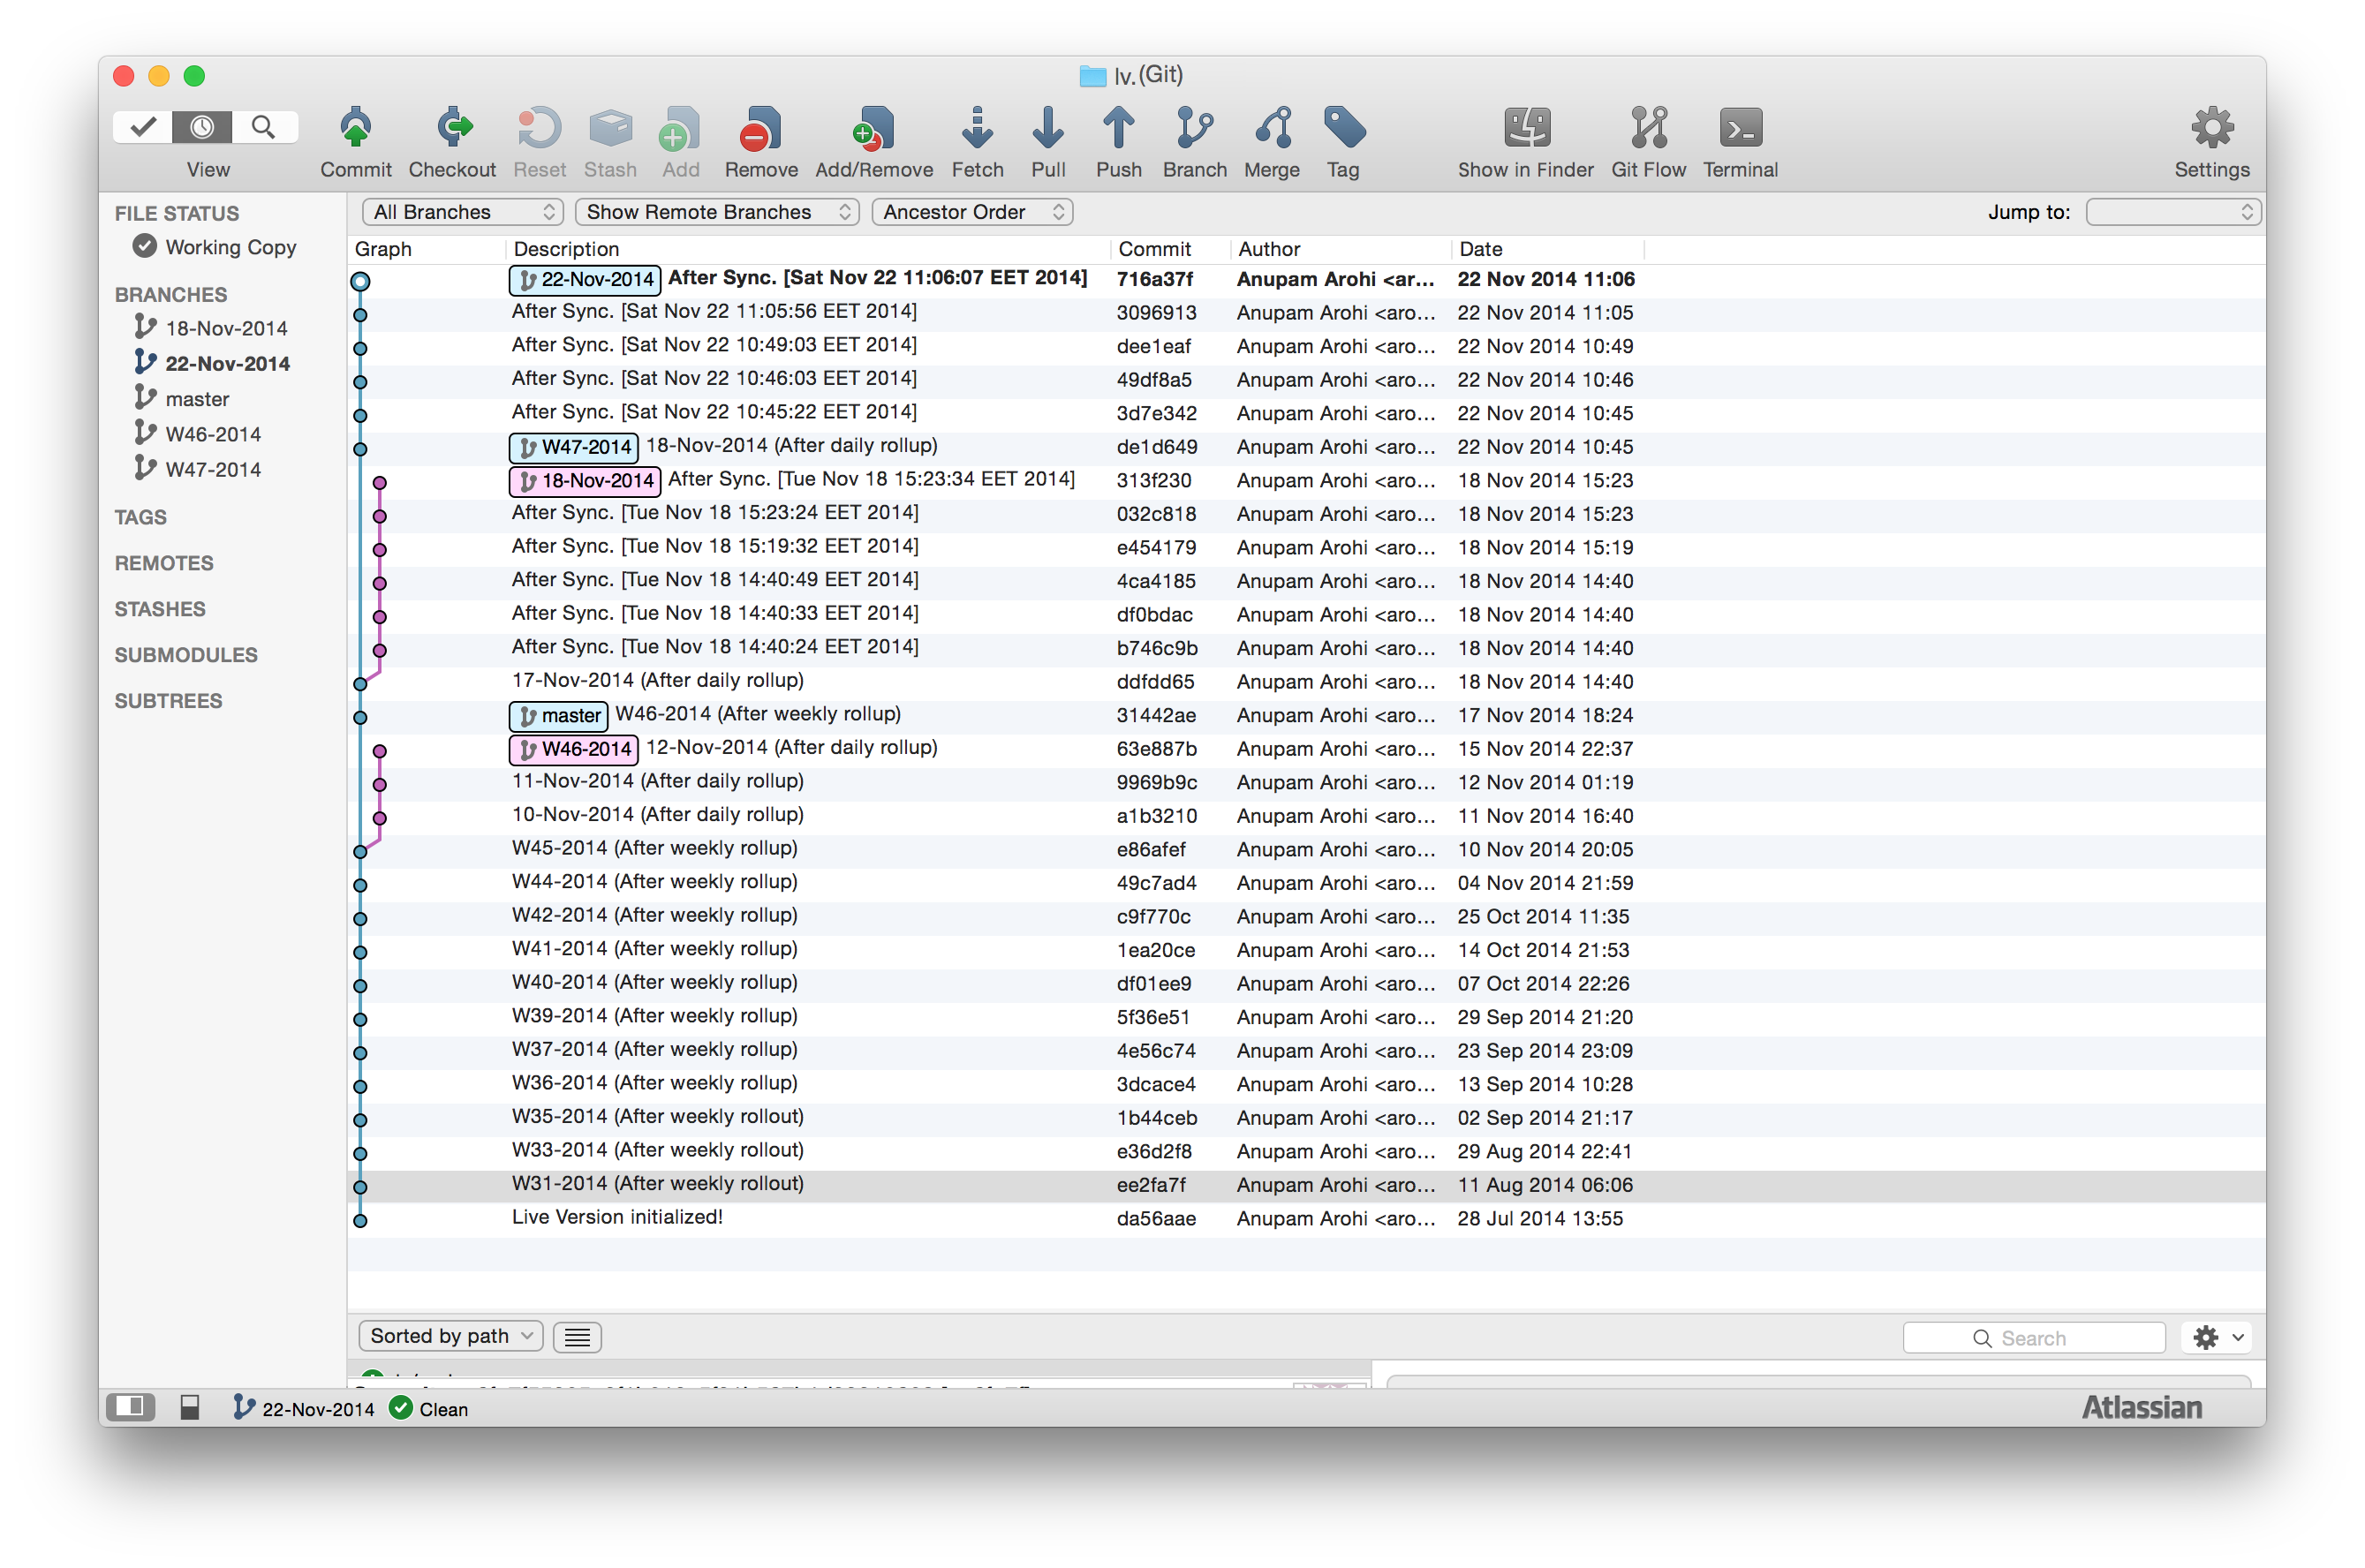 lv. (Git)
View Commit Checkout Reset Stash Add Remove Add/Remove Fetch Pull Push Branch Merge Tag Show in Finder Git Flow Terminal Settings
FILE STATUS
Working Copy
BRANCHES
18-Nov-2014
22-Nov-2014
master
W46-2014
W47-2014
TAGS
REMOTES
STASHES
SUBMODULES
SUBTREES
All Branches Show Remote Branches Ancestor Order Jump to:
Graph Description Commit Author Date
22-Nov-2014 After Sync. [Sat Nov 22 11:06:07 EET 2014] 716a37f Anupam Arohi <ar... 22 Nov 2014 11:06
After Sync. [Sat Nov 22 11:05:56 EET 2014] 3096913 Anupam Arohi <aro... 22 Nov 2014 11:05
After Sync. [Sat Nov 22 10:49:03 EET 2014] dee1eaf Anupam Arohi <aro... 22 Nov 2014 10:49
After Sync. [Sat Nov 22 10:46:03 EET 2014] 49df8a5 Anupam Arohi <aro... 22 Nov 2014 10:46
After Sync. [Sat Nov 22 10:45:22 EET 2014] 3d7e342 Anupam Arohi <aro... 22 Nov 2014 10:45
W47-2014 18-Nov-2014 (After daily rollup) de1d649 Anupam Arohi <aro... 22 Nov 2014 10:45
18-Nov-2014 After Sync. [Tue Nov 18 15:23:34 EET 2014] 313f230 Anupam Arohi <aro... 18 Nov 2014 15:23
After Sync. [Tue Nov 18 15:23:24 EET 2014] 032c818 Anupam Arohi <aro... 18 Nov 2014 15:23
After Sync. [Tue Nov 18 15:19:32 EET 2014] e454179 Anupam Arohi <aro... 18 Nov 2014 15:19
After Sync. [Tue Nov 18 14:40:49 EET 2014] 4ca4185 Anupam Arohi <aro... 18 Nov 2014 14:40
After Sync. [Tue Nov 18 14:40:33 EET 2014] df0bdac Anupam Arohi <aro... 18 Nov 2014 14:40
After Sync. [Tue Nov 18 14:40:24 EET 2014] b746c9b Anupam Arohi <aro... 18 Nov 2014 14:40
17-Nov-2014 (After daily rollup) ddfdd65 Anupam Arohi <aro... 18 Nov 2014 14:40
master W46-2014 (After weekly rollup) 31442ae Anupam Arohi <aro... 17 Nov 2014 18:24
W46-2014 12-Nov-2014 (After daily rollup) 63e887b Anupam Arohi <aro... 15 Nov 2014 22:37
11-Nov-2014 (After daily rollup) 9969b9c Anupam Arohi <aro... 12 Nov 2014 01:19
10-Nov-2014 (After daily rollup) a1b3210 Anupam Arohi <aro... 11 Nov 2014 16:40
W45-2014 (After weekly rollup) e86afef Anupam Arohi <aro... 10 Nov 2014 20:05
W44-2014 (After weekly rollup) 49c7ad4 Anupam Arohi <aro... 04 Nov 2014 21:59
W42-2014 (After weekly rollup) c9f770c Anupam Arohi <aro... 25 Oct 2014 11:35
W41-2014 (After weekly rollup) 1ea20ce Anupam Arohi <aro... 14 Oct 2014 21:53
W40-2014 (After weekly rollup) df01ee9 Anupam Arohi <aro... 07 Oct 2014 22:26
W39-2014 (After weekly rollup) 5f36e51 Anupam Arohi <aro... 29 Sep 2014 21:20
W37-2014 (After weekly rollup) 4e56c74 Anupam Arohi <aro... 23 Sep 2014 23:09
W36-2014 (After weekly rollup) 3dcace4 Anupam Arohi <aro... 13 Sep 2014 10:28
W35-2014 (After weekly rollout) 1b44ceb Anupam Arohi <aro... 02 Sep 2014 21:17
W33-2014 (After weekly rollout) e36d2f8 Anupam Arohi <aro... 29 Aug 2014 22:41
W31-2014 (After weekly rollout) ee2fa7f Anupam Arohi <aro... 11 Aug 2014 06:06
Live Version initialized! da56aae Anupam Arohi <aro... 28 Jul 2014 13:55
Sorted by path Search
22-Nov-2014 Clean Atlassian